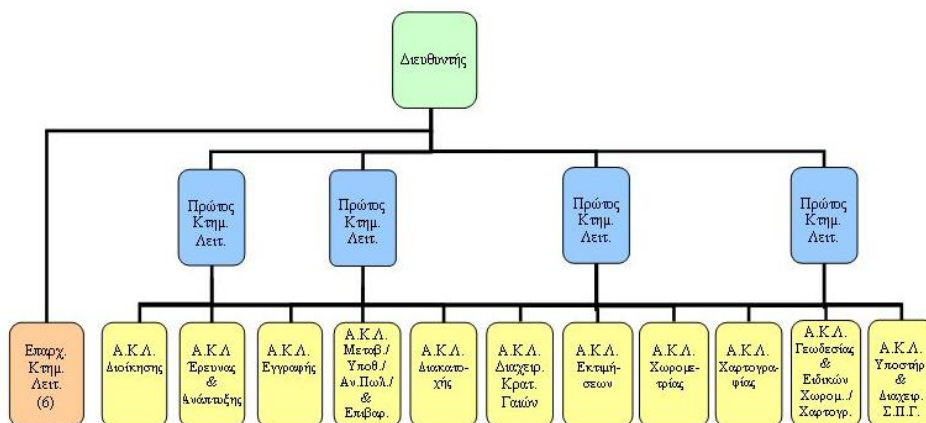 Διευθυντής
Πρώτος
Κτημ.
Λειτ.
Πρώτος
Κτημ.
Λειτ.
Πρώτος
Κτημ.
Λειτ.
Πρώτος
Κτημ.
Λειτ.
Επαρχ.
Κτημ.
Λειτ.
(6)
Α.Κ.Λ.
Διοίκησης
Α.Κ.Λ
Έρευνας
&
Ανάπτυξης
Α.Κ.Λ.
Εγγραφής
Α.Κ.Λ.
Μεταβ./
Υποθ./
Αν.Πωλ./
&
Επιβαρ.
Α.Κ.Λ.
Διακατο-
χής
Α.Κ.Λ.
Διαχειρ.
Κρατ.
Γαιών
Α.Κ.Λ.
Εκτιμήσεων
Α.Κ.Λ.
Χωρομε-
τρίας
Α.Κ.Λ.
Χαρτογρα-
φίας
Α.Κ.Λ.
Γεωδεσίας
&
Ειδικών
Χωρομ../
Χαρτογρ.
Α.Κ.Λ.
Υποστήρ
&
Διαχειρ.
Σ.Π.Γ.